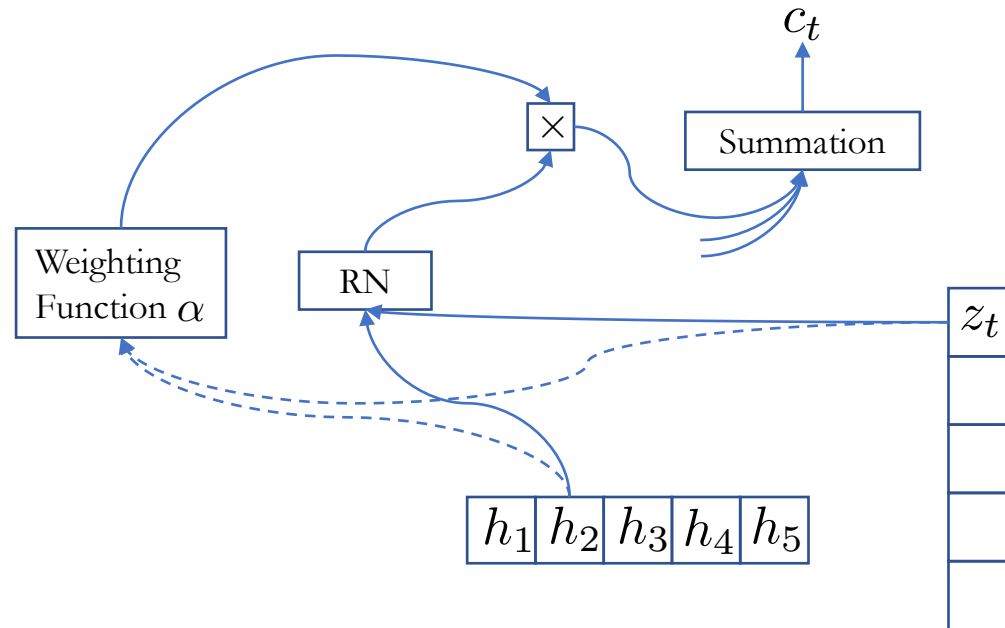 c_t
×
Summation
Weighting
Function α
RN
z_t
h_1 h_2 h_3 h_4 h_5